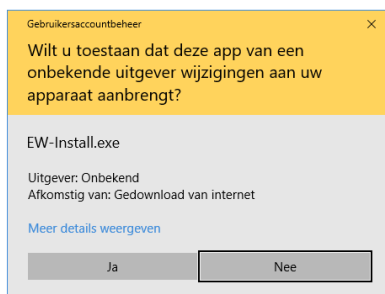 Gebruikersaccountbeheer
Wilt u toestaan dat deze app van een
onbekende uitgever wijzigingen aan uw
apparaat aanbrengt?
EW-Install.exe
Uitgever: Onbekend
Afkomstig van: Gedownload van internet
Meer details weergeven
Ja
Nee